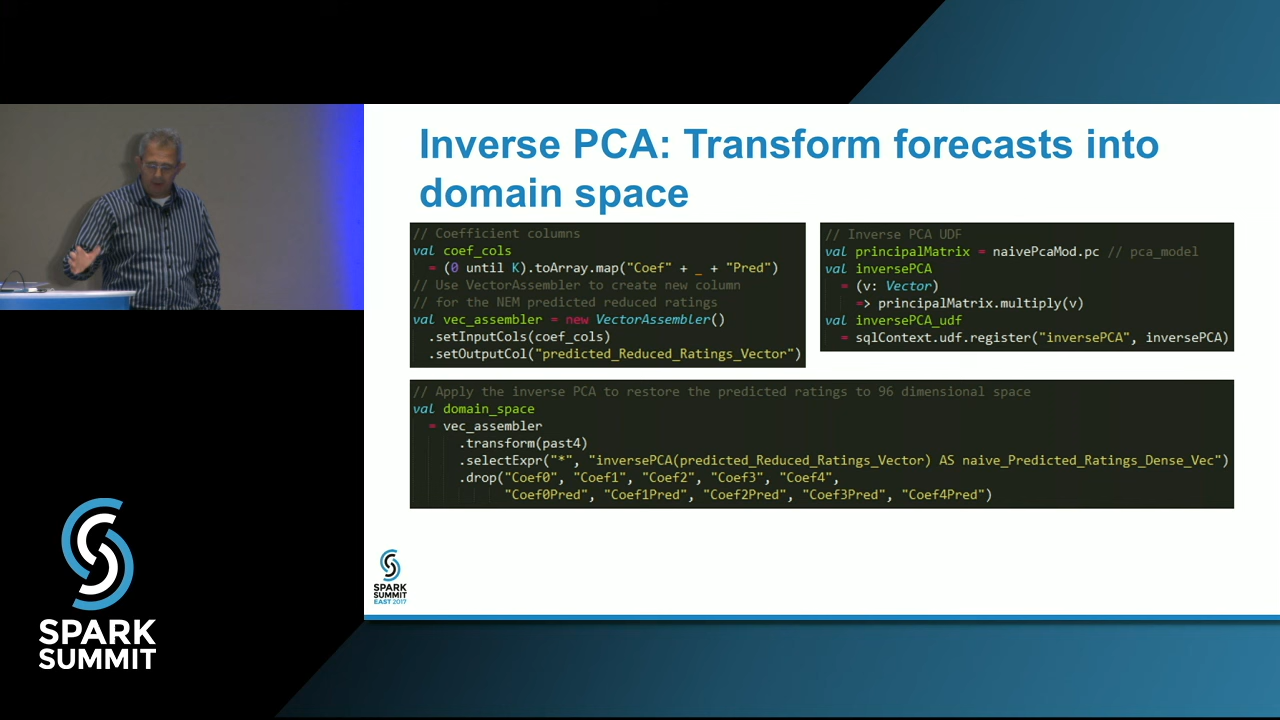 Inverse PCA: Transform forecasts into
domain space
// Coefficient columns
val coef_cols
= (0 until K).toArray.map("Coef" + _ + "Pred")
// Use VectorAssembler to create new column
// for the NEM predicted reduced ratings
val vec_assembler = new VectorAssembler()
.setInputCols(coef_cols)
.setOutputCol("predicted_Reduced_Ratings_Vector")
// Inverse PCA UDF
val principalMatrix = naivePcaMod.pc // pca_model
val inversePCA
= (v: Vector)
=> principalMatrix.multiply(v)
val inversePCA_udf
= sqlContext.udf.register("inversePCA", inversePCA)
// Apply the inverse PCA to restore the predicted ratings to 96 dimensional space
val domain_space
= vec_assembler
.transform(past4)
.selectExpr("*", "inversePCA(predicted_Reduced_Ratings_Vector) AS naive_Predicted_Ratings_Dense_Vec")
.drop("Coef0", "Coef1", "Coef2", "Coef3", "Coef4",
"Coef0Pred", "Coef1Pred", "Coef2Pred", "Coef3Pred", "Coef4Pred")
SPARK
SUMMIT
EAST 2017
SPARK
SUMMIT